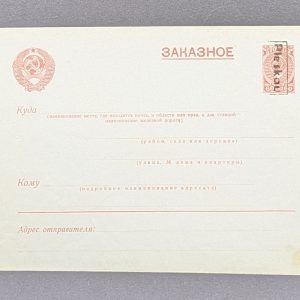 ЗАКАЗНОЕ
Pleskau
Куда
(наименование места, где находится почта, и области или края, а для станций
наименование железной дороги)
(район, село или деревня)
(улица, № дома и квартиры)
Кому
(подробное наименование адресата)
Адрес отправителя: